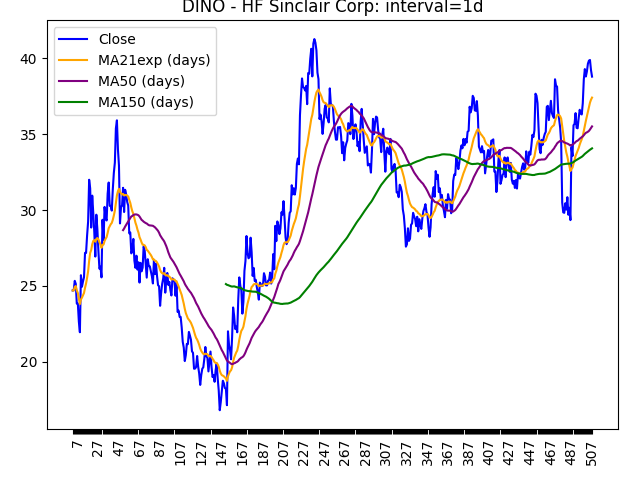 DINO - HF Sinclair Corp: interval=1d
Close
MA21exp (days)
MA50 (days)
MA150 (days)
40
35
30
25
20
7 27 47 67 87 107 127 147 167 187 207 227 247 267 287 307 327 347 367 387 407 427 447 467 487 507